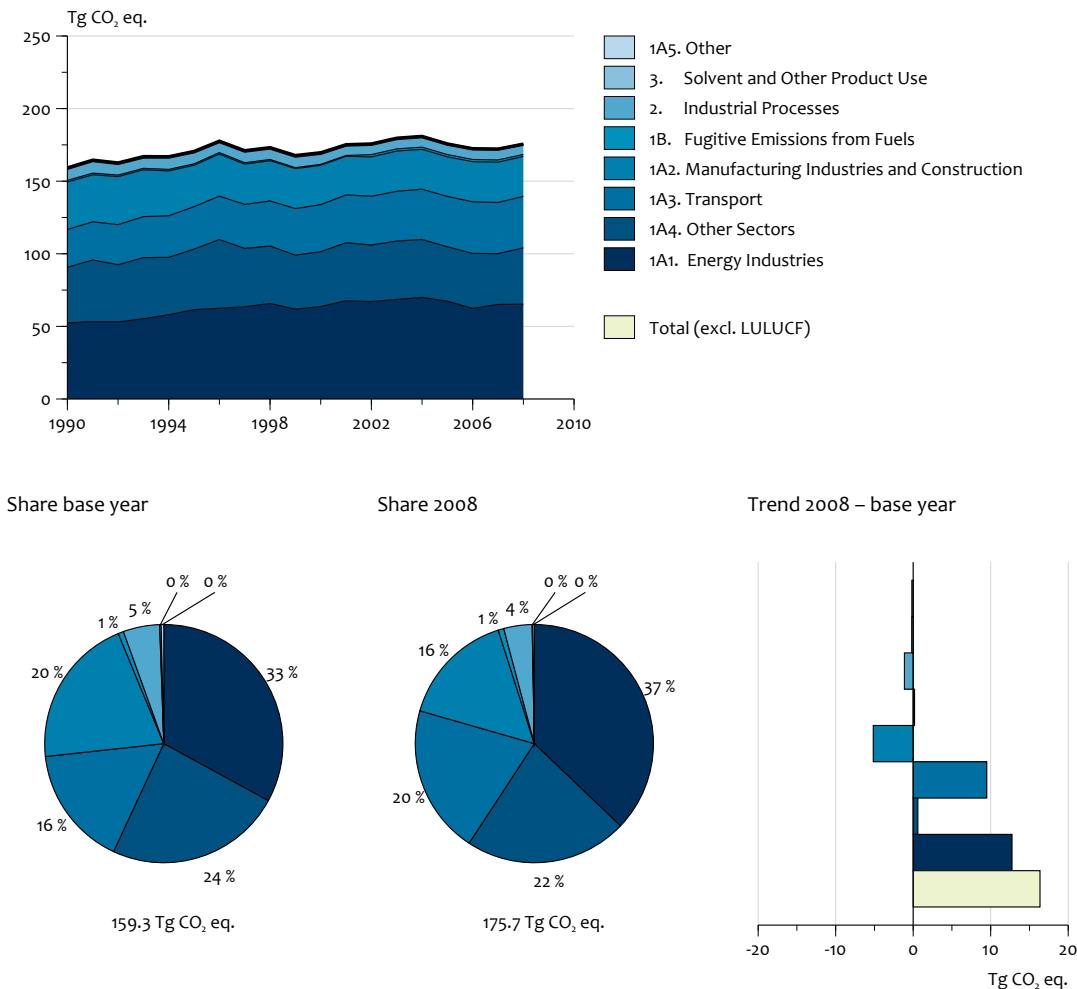 Tg CO₂ eq.
250
200
150
100
50
0
1990 1994 1998 2002 2006 2010
1A5. Other
3. Solvent and Other Product Use
2. Industrial Processes
1B. Fugitive Emissions from Fuels
1A2. Manufacturing Industries and Construction
1A3. Transport
1A4. Other Sectors
1A1. Energy Industries
Total (excl. LULUCF)
Share base year
0 % 0 %
5 %
1 %
20 %
33 %
16 %
24 %
159.3 Tg CO₂ eq.
Share 2008
0 % 0 %
4 %
1 %
16 %
37 %
20 %
22 %
175.7 Tg CO₂ eq.
Trend 2008 – base year
-20 -10 0 10 20
Tg CO₂ eq.